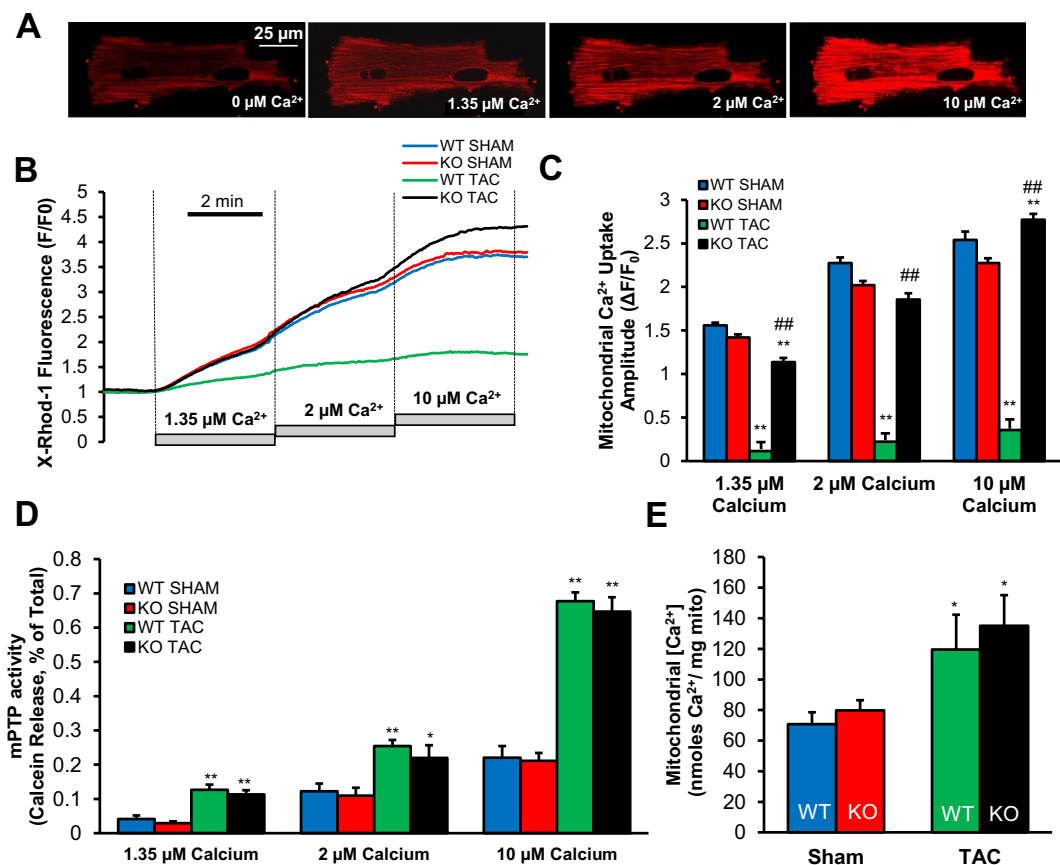 A
25 µm
0 µM Ca²⁺
1.35 µM Ca²⁺
2 µM Ca²⁺
10 µM Ca²⁺
B
WT SHAM
KO SHAM
WT TAC
KO TAC
2 min
X-Rhod-1 Fluorescence (F/F0)
5
4.5
4
3.5
3
2.5
2
1.5
1
0.5
0
1.35 µM Ca²⁺
2 µM Ca²⁺
10 µM Ca²⁺
C
WT SHAM
KO SHAM
WT TAC
KO TAC
Mitochondrial Ca²⁺ Uptake
Amplitude (ΔF/F₀)
3
2.5
2
1.5
1
0.5
0
**
##
**
**
##
**
##
**
1.35 µM
Calcium
2 µM Calcium
10 µM
Calcium
D
WT SHAM
KO SHAM
WT TAC
KO TAC
mPTP activity
(Calcein Release, % of Total)
0.8
0.7
0.6
0.5
0.4
0.3
0.2
0.1
0
**
**
**
*
**
**
1.35 µM Calcium
2 µM Calcium
10 µM Calcium
E
Mitochondrial [Ca²⁺]
(nmoles Ca²⁺/ mg mito)
180
160
140
120
100
80
60
40
20
0
*
*
WT
KO
WT
KO
Sham
TAC